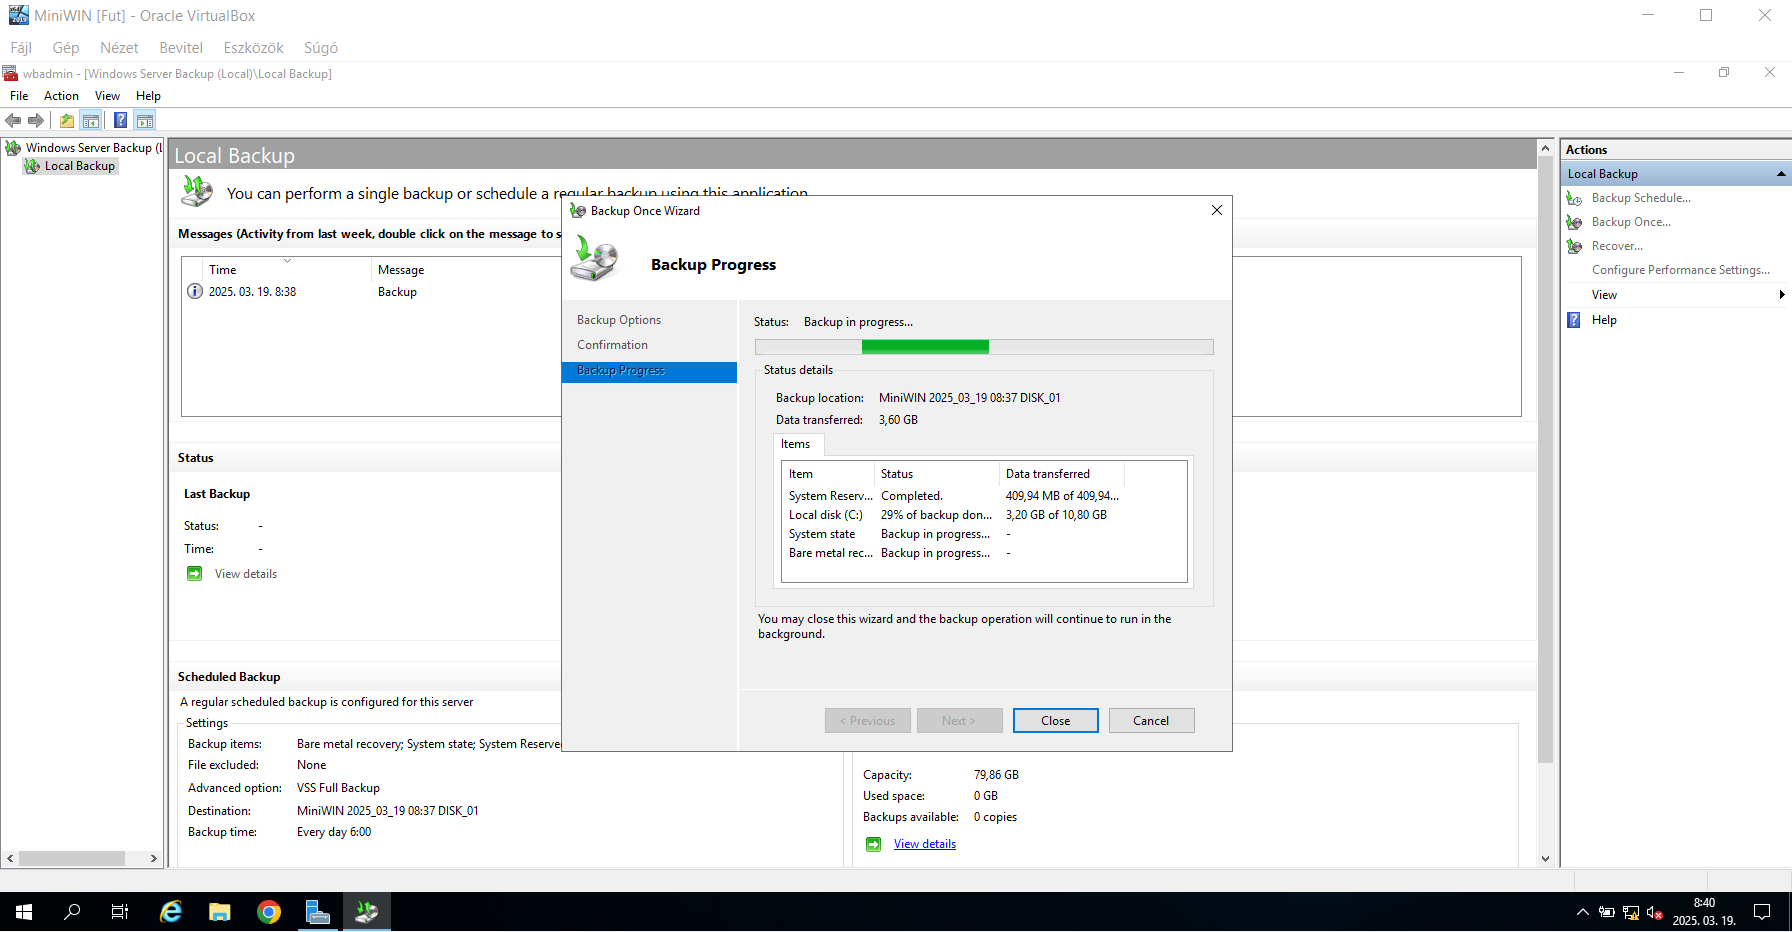 MiniWIN [Fut] - Oracle VirtualBox
Fájl Gép Nézet Bevitel Eszközök Súgó
wbadmin - [Windows Server Backup (Local)\Local Backup]
File Action View Help
Windows Server Backup (L
Local Backup
Local Backup
You can perform a single backup or schedule a regular backup using this application
Messages (Activity from last week, double click on the message to s
Time Message
2025. 03. 19. 8:38 Backup
Status
Last Backup
Status: -
Time: -
View details
Scheduled Backup
A regular scheduled backup is configured for this server
Settings
Backup items: Bare metal recovery; System state; System Reserve
File excluded: None
Advanced option: VSS Full Backup
Destination: MiniWIN 2025_03_19 08:37 DISK_01
Backup time: Every day 6:00
Capacity: 79,86 GB
Used space: 0 GB
Backups available: 0 copies
View details
Backup Once Wizard
Backup Progress
Backup Options
Confirmation
Backup Progress
Status: Backup in progress...
Status details
Backup location: MiniWIN 2025_03_19 08:37 DISK_01
Data transferred: 3,60 GB
Items
Item Status Data transferred
System Reserv... Completed. 409,94 MB of 409,94...
Local disk (C:) 29% of backup don... 3,20 GB of 10,80 GB
System state Backup in progress... -
Bare metal rec... Backup in progress... -
You may close this wizard and the backup operation will continue to run in the
background.
< Previous Next > Close Cancel
Actions
Local Backup
Backup Schedule...
Backup Once...
Recover...
Configure Performance Settings...
View
Help
8:40
2025. 03. 19.